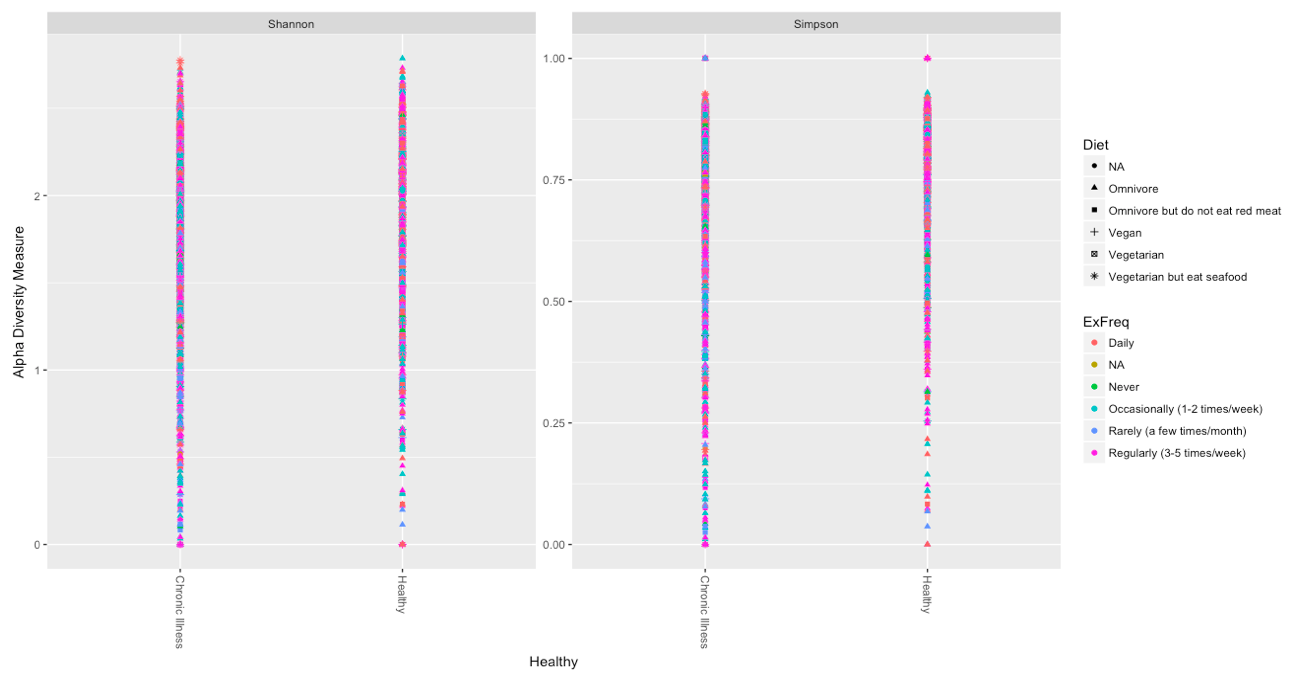 Shannon
Simpson
Alpha Diversity Measure
2
1
0
1.00
0.75
0.50
0.25
0.00
Chronic Illness
Healthy
Chronic Illness
Healthy
Healthy
Diet
NA
Omnivore
Omnivore but do not eat red meat
Vegan
Vegetarian
Vegetarian but eat seafood
ExFreq
Daily
NA
Never
Occasionally (1-2 times/week)
Rarely (a few times/month)
Regularly (3-5 times/week)